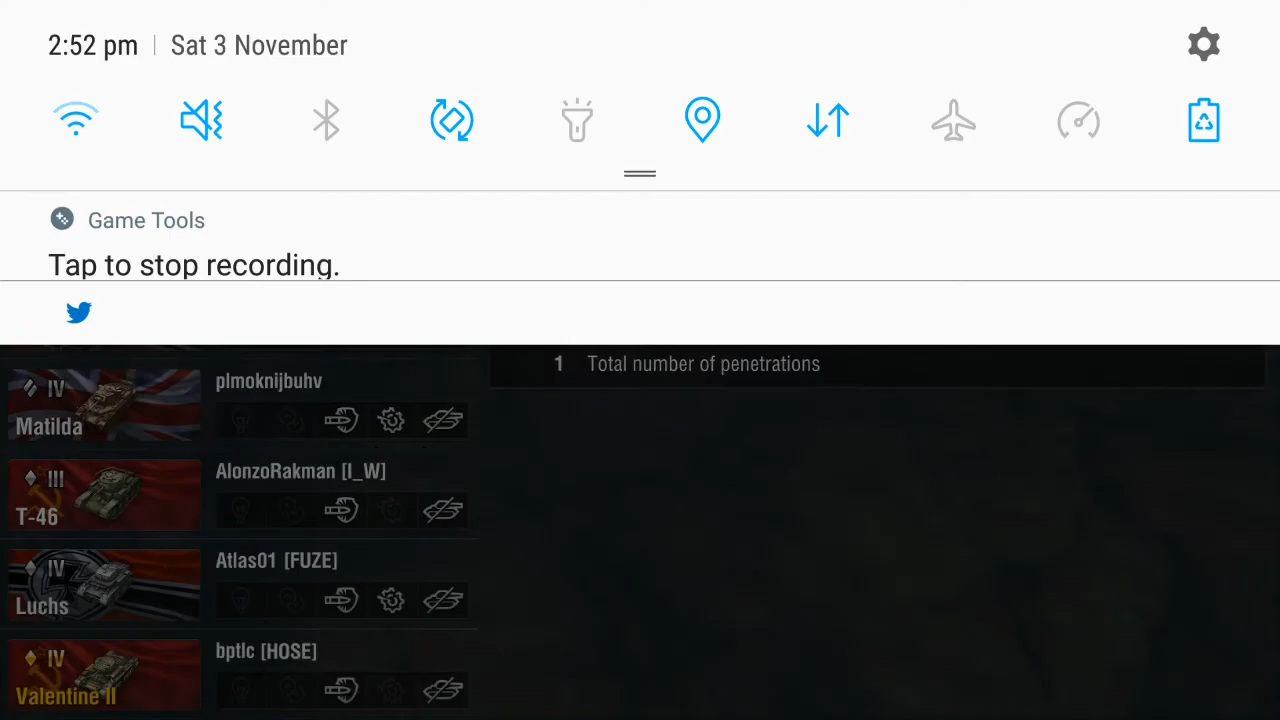 2:52 pm | Sat 3 November
Game Tools
Tap to stop recording.
1 Total number of penetrations
IV plmoknijbuhv
Matilda
III AlonzoRakman [I_W]
T-46
IV Atlas01 [FUZE]
Luchs
IV bptlc [HOSE]
Valentine II